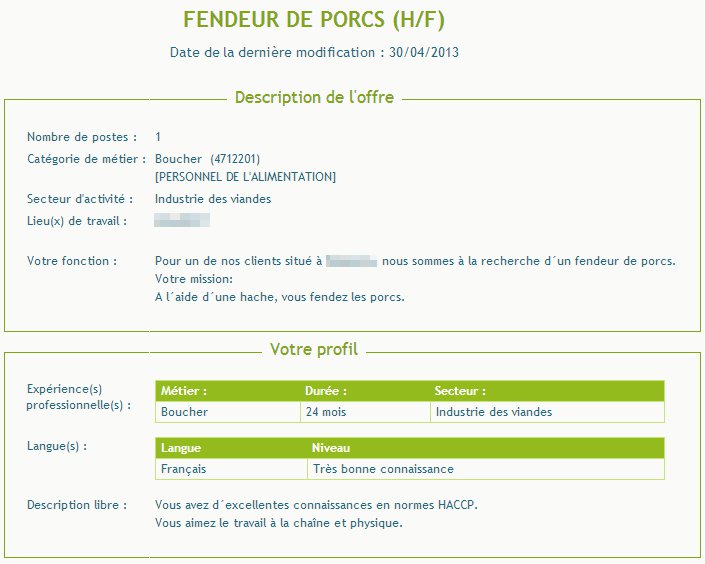 FENDEUR DE PORCS (H/F)
Date de la dernière modification : 30/04/2013
Description de l'offre
Nombre de postes : 1
Catégorie de métier : Boucher (4712201)
[PERSONNEL DE L'ALIMENTATION]
Secteur d'activité : Industrie des viandes
Lieu(x) de travail :
Votre fonction : Pour un de nos clients situé à nous sommes à la recherche d´un fendeur de porcs.
Votre mission:
A l´aide d´une hache, vous fendez les porcs.
Votre profil
Expérience(s) professionnelle(s) :
Métier : Durée : Secteur :
Boucher 24 mois Industrie des viandes
Langue(s) :
Langue Niveau
Français Très bonne connaissance
Description libre : Vous avez d´excellentes connaissances en normes HACCP.
Vous aimez le travail à la chaîne et physique.